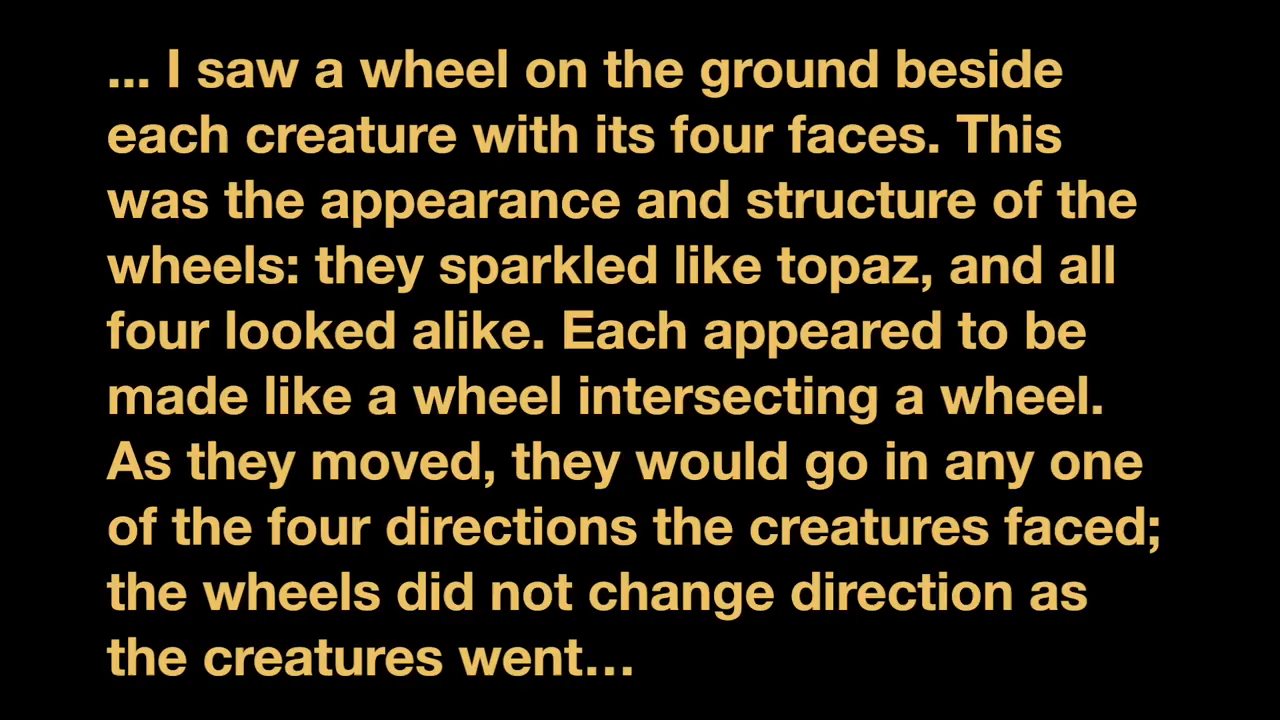 ... I saw a wheel on the ground beside
each creature with its four faces. This
was the appearance and structure of the
wheels: they sparkled like topaz, and all
four looked alike. Each appeared to be
made like a wheel intersecting a wheel.
As they moved, they would go in any one
of the four directions the creatures faced;
the wheels did not change direction as
the creatures went…